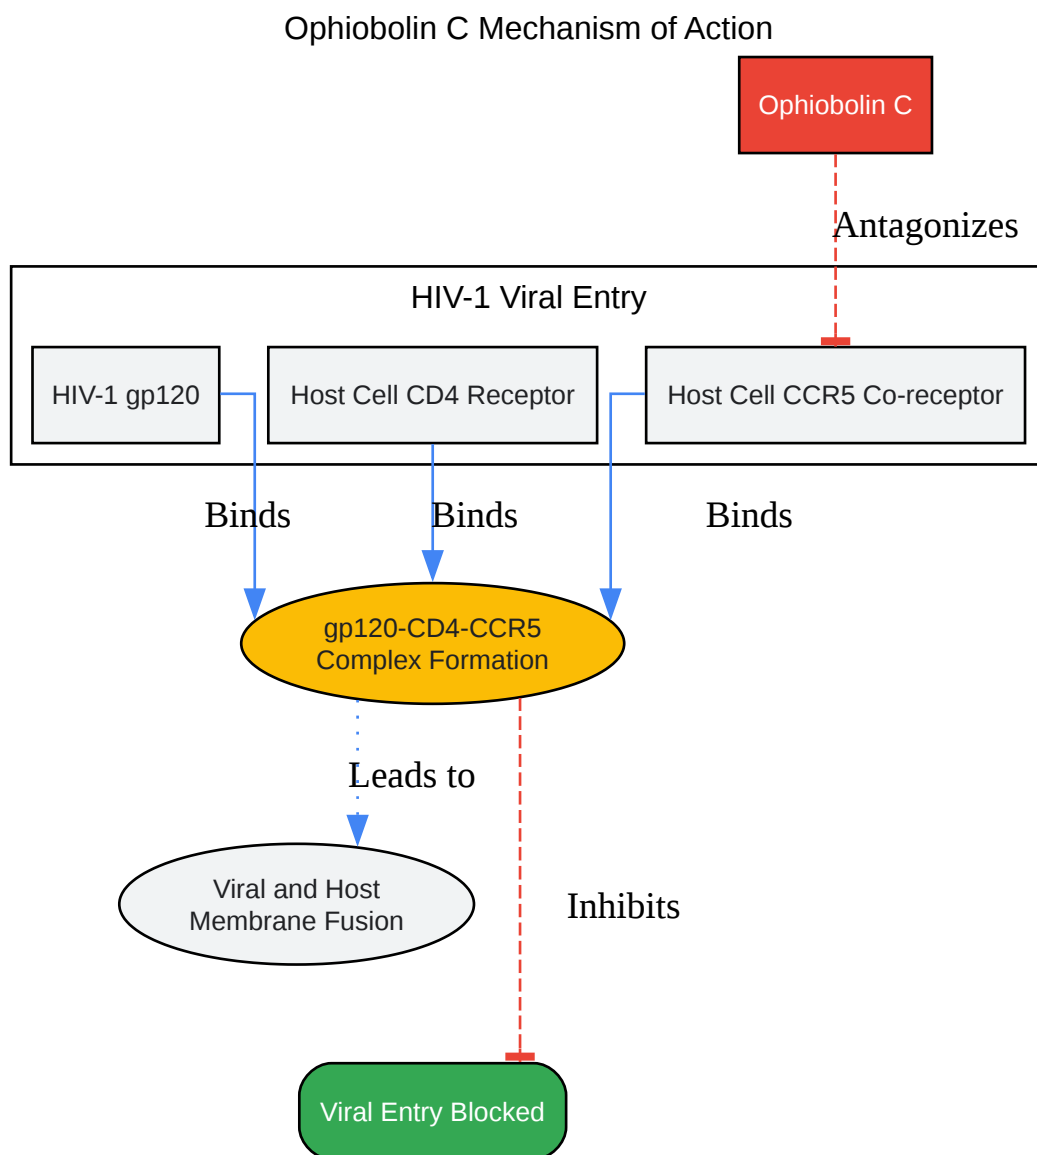 Ophiobolin C Mechanism of Action
Ophiobolin C
Antagonizes
HIV-1 Viral Entry
HIV-1 gp120
Host Cell CD4 Receptor
Host Cell CCR5 Co-receptor
Binds
Binds
Binds
gp120-CD4-CCR5
Complex Formation
Leads to
Viral and Host
Membrane Fusion
Inhibits
Viral Entry Blocked